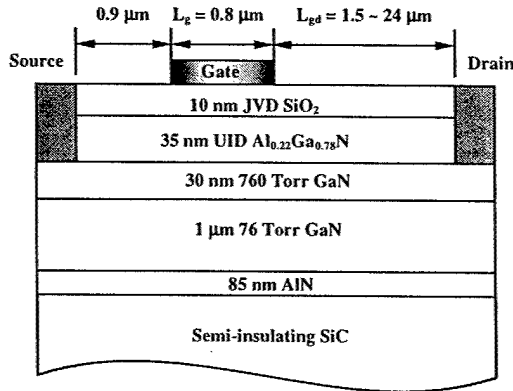 0.9 µm
Lg = 0.8 µm
Lgd = 1.5 ~ 24 µm
Source
Gate
Drain
10 nm JVD SiO₂
35 nm UID Al₀.₂₂Ga₀.₇₈N
30 nm 760 Torr GaN
1 µm 76 Torr GaN
85 nm AlN
Semi-insulating SiC